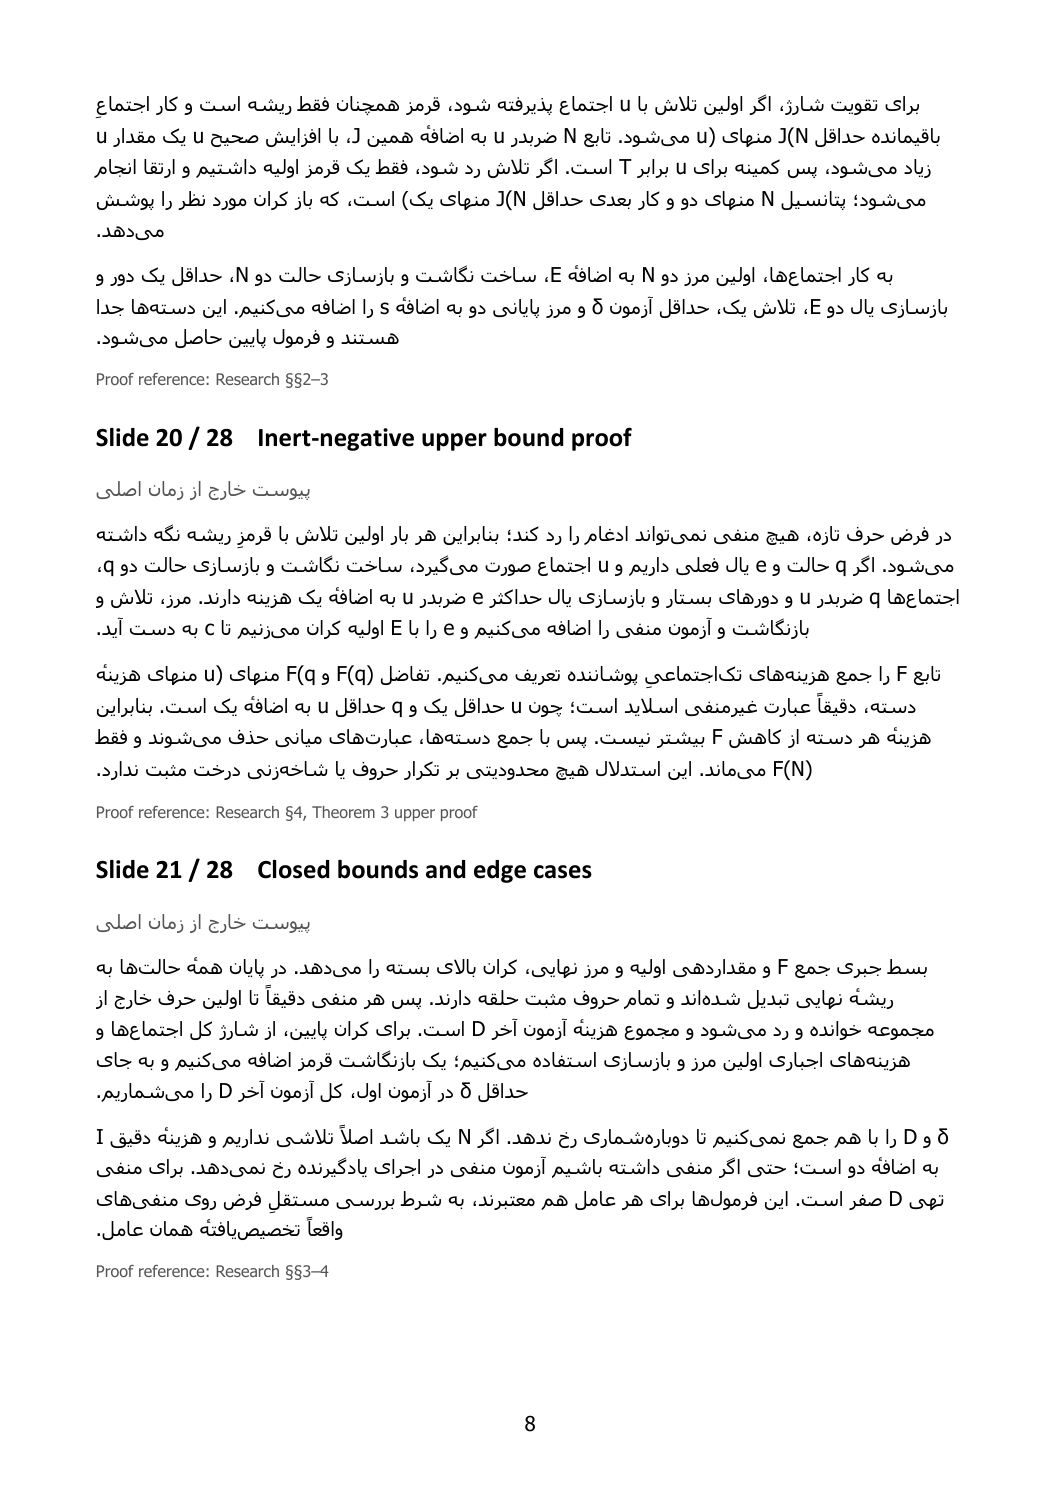 برای تقویت شارژ، اگر اولین تلاش با u اجتماع پذیرفته شود، قرمز همچنان فقط ریشه است و کار اجتماعِ
باقیمانده حداقل J(N منهای u) می‌شود. تابع N ضربدر u به اضافهٔ همین J، با افزایش صحیح u یک مقدار u
زیاد می‌شود، پس کمینه برای u برابر T است. اگر تلاش رد شود، فقط یک قرمز اولیه داشتیم و ارتقا انجام
می‌شود؛ پتانسیل N منهای دو و کار بعدی حداقل J(N منهای یک) است، که باز کران مورد نظر را پوشش
می‌دهد.
به کار اجتماع‌ها، اولین مرز دو N به اضافهٔ E، ساخت نگاشت و بازسازی حالت دو N، حداقل یک دور و
بازسازی یال دو E، تلاش یک، حداقل آزمون δ و مرز پایانی دو به اضافهٔ s را اضافه می‌کنیم. این دسته‌ها جدا
هستند و فرمول پایین حاصل می‌شود.
Proof reference: Research §§2–3
Slide 20 / 28 Inert-negative upper bound proof
پیوست خارج از زمان اصلی
در فرض حرف تازه، هیچ منفی نمی‌تواند ادغام را رد کند؛ بنابراین هر بار اولین تلاش با قرمزِ ریشه نگه داشته
می‌شود. اگر q حالت و e یال فعلی داریم و u اجتماع صورت می‌گیرد، ساخت نگاشت و بازسازی حالت دو q،
اجتماع‌ها q ضربدر u و دورهای بستار و بازسازی یال حداکثر e ضربدر u به اضافهٔ یک هزینه دارند. مرز، تلاش و
بازنگاشت و آزمون منفی را اضافه می‌کنیم و e را با E اولیه کران می‌زنیم تا c به دست آید.
تابع F را جمع هزینه‌های تک‌اجتماعیِ پوشاننده تعریف می‌کنیم. تفاضل F(q) و F(q منهای u) منهای هزینهٔ
دسته، دقیقاً عبارت غیرمنفی اسلاید است؛ چون u حداقل یک و q حداقل u به اضافهٔ یک است. بنابراین
هزینهٔ هر دسته از کاهش F بیشتر نیست. پس با جمع دسته‌ها، عبارت‌های میانی حذف می‌شوند و فقط
F(N) می‌ماند. این استدلال هیچ محدودیتی بر تکرار حروف یا شاخه‌زنی درخت مثبت ندارد.
Proof reference: Research §4, Theorem 3 upper proof
Slide 21 / 28 Closed bounds and edge cases
پیوست خارج از زمان اصلی
بسط جبری جمع F و مقداردهی اولیه و مرز نهایی، کران بالای بسته را می‌دهد. در پایان همهٔ حالت‌ها به
ریشهٔ نهایی تبدیل شده‌اند و تمام حروف مثبت حلقه دارند. پس هر منفی دقیقاً تا اولین حرف خارج از
مجموعه خوانده و رد می‌شود و مجموع هزینهٔ آزمون آخر D است. برای کران پایین، از شارژ کل اجتماع‌ها و
هزینه‌های اجباری اولین مرز و بازسازی استفاده می‌کنیم؛ یک بازنگاشت قرمز اضافه می‌کنیم و به جای
حداقل δ در آزمون اول، کل آزمون آخر D را می‌شماریم.
δ و D را با هم جمع نمی‌کنیم تا دوباره‌شماری رخ ندهد. اگر N یک باشد اصلاً تلاشی نداریم و هزینهٔ دقیق I
به اضافهٔ دو است؛ حتی اگر منفی داشته باشیم آزمون منفی در اجرای یادگیرنده رخ نمی‌دهد. برای منفی
تهی D صفر است. این فرمول‌ها برای هر عامل هم معتبرند، به شرط بررسی مستقلِ فرض روی منفی‌های
واقعاً تخصیص‌یافتهٔ همان عامل.
Proof reference: Research §§3–4
8